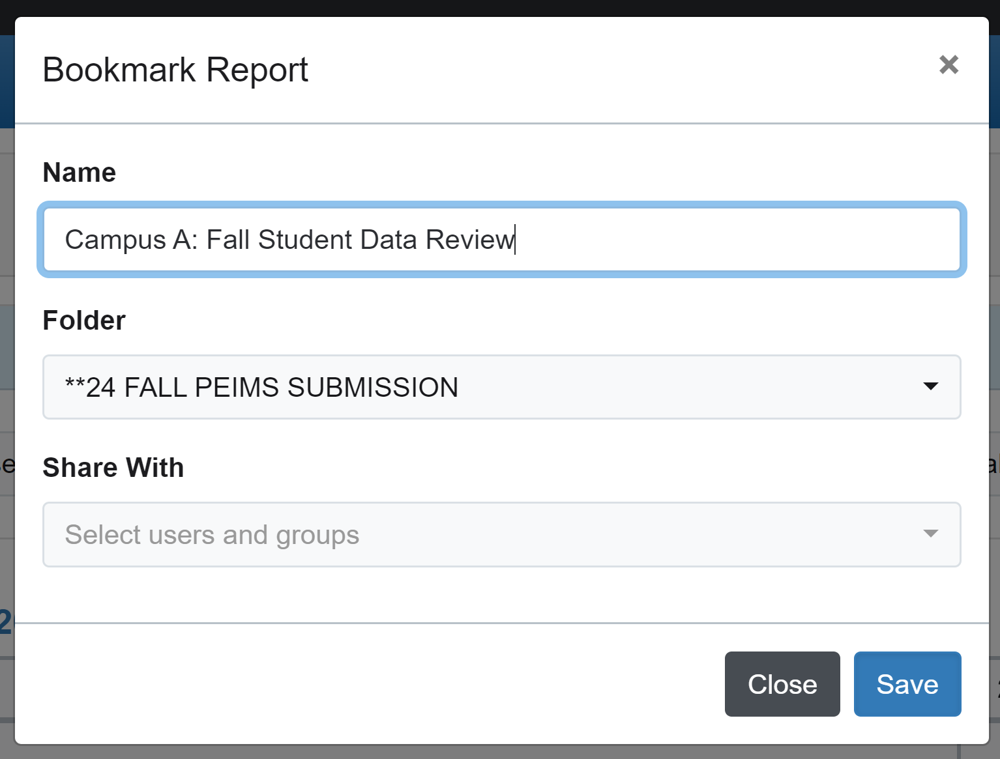 Bookmark Report
×
Name
Campus A: Fall Student Data Review
Folder
**24 FALL PEIMS SUBMISSION
Share With
Select users and groups
Close
Save